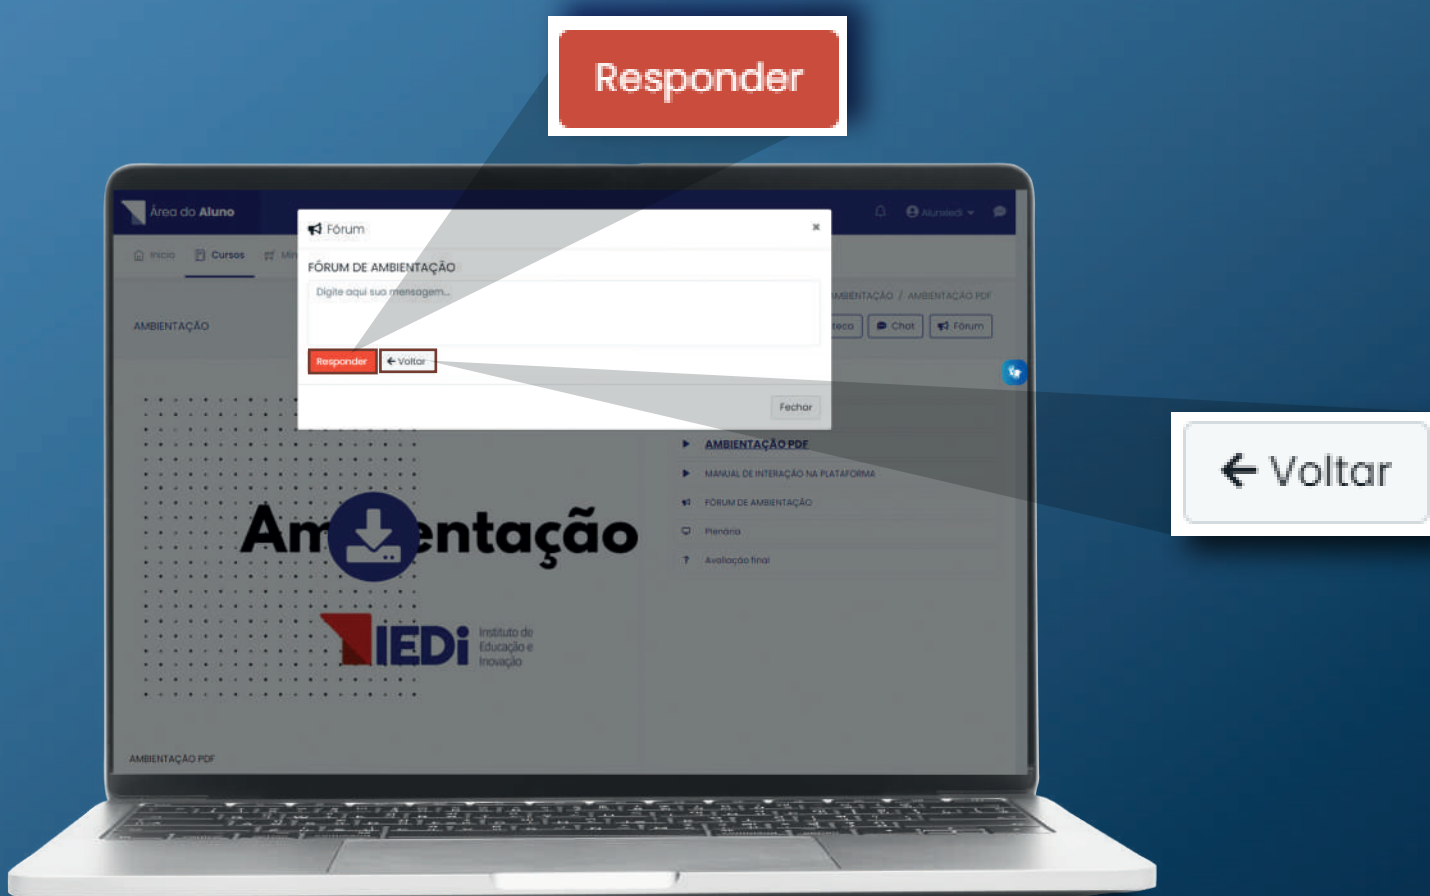 Responder
Área do Aluno
Alunoiedi
Fórum
Início
Cursos
FÓRUM DE AMBIENTAÇÃO
Digite aqui sua mensagem...
AMBIENTAÇÃO / AMBIENTAÇÃO PDF
AMBIENTAÇÃO
Chat
Fórum
Responder
Voltar
Fechar
Voltar
AMBIENTAÇÃO PDF
MANUAL DE INTERAÇÃO NA PLATAFORMA
FÓRUM DE AMBIENTAÇÃO
Plenária
Avaliação final
Am entação
IEDi
Instituto de
Educação e
Inovação
AMBIENTAÇÃO PDF